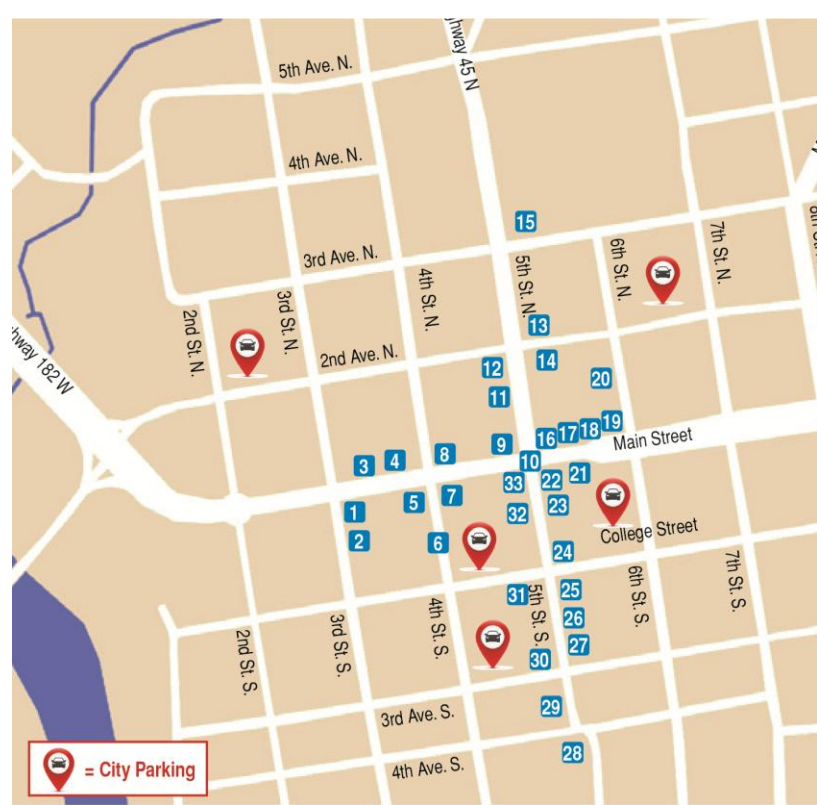 ghway 45 N
5th Ave. N.
4th Ave. N.
15
3rd Ave. N.
4th St. N.
5th St. N.
6th St. N.
7th St. N.
8th St.
3rd St. N.
2nd St. N.
13
ghway 182 W
2nd Ave. N.
12
14
20
11
19
18
17
16
Main Street
9
8
10
4
3
21
22
33
7
5
23
1
32
College Street
2
6
24
25
31
5th St. S.
6th St. S.
7th St. S.
4th St. S.
3rd St. S.
2nd St. S.
26
27
30
29
3rd Ave. S.
28
4th Ave. S.
= City Parking